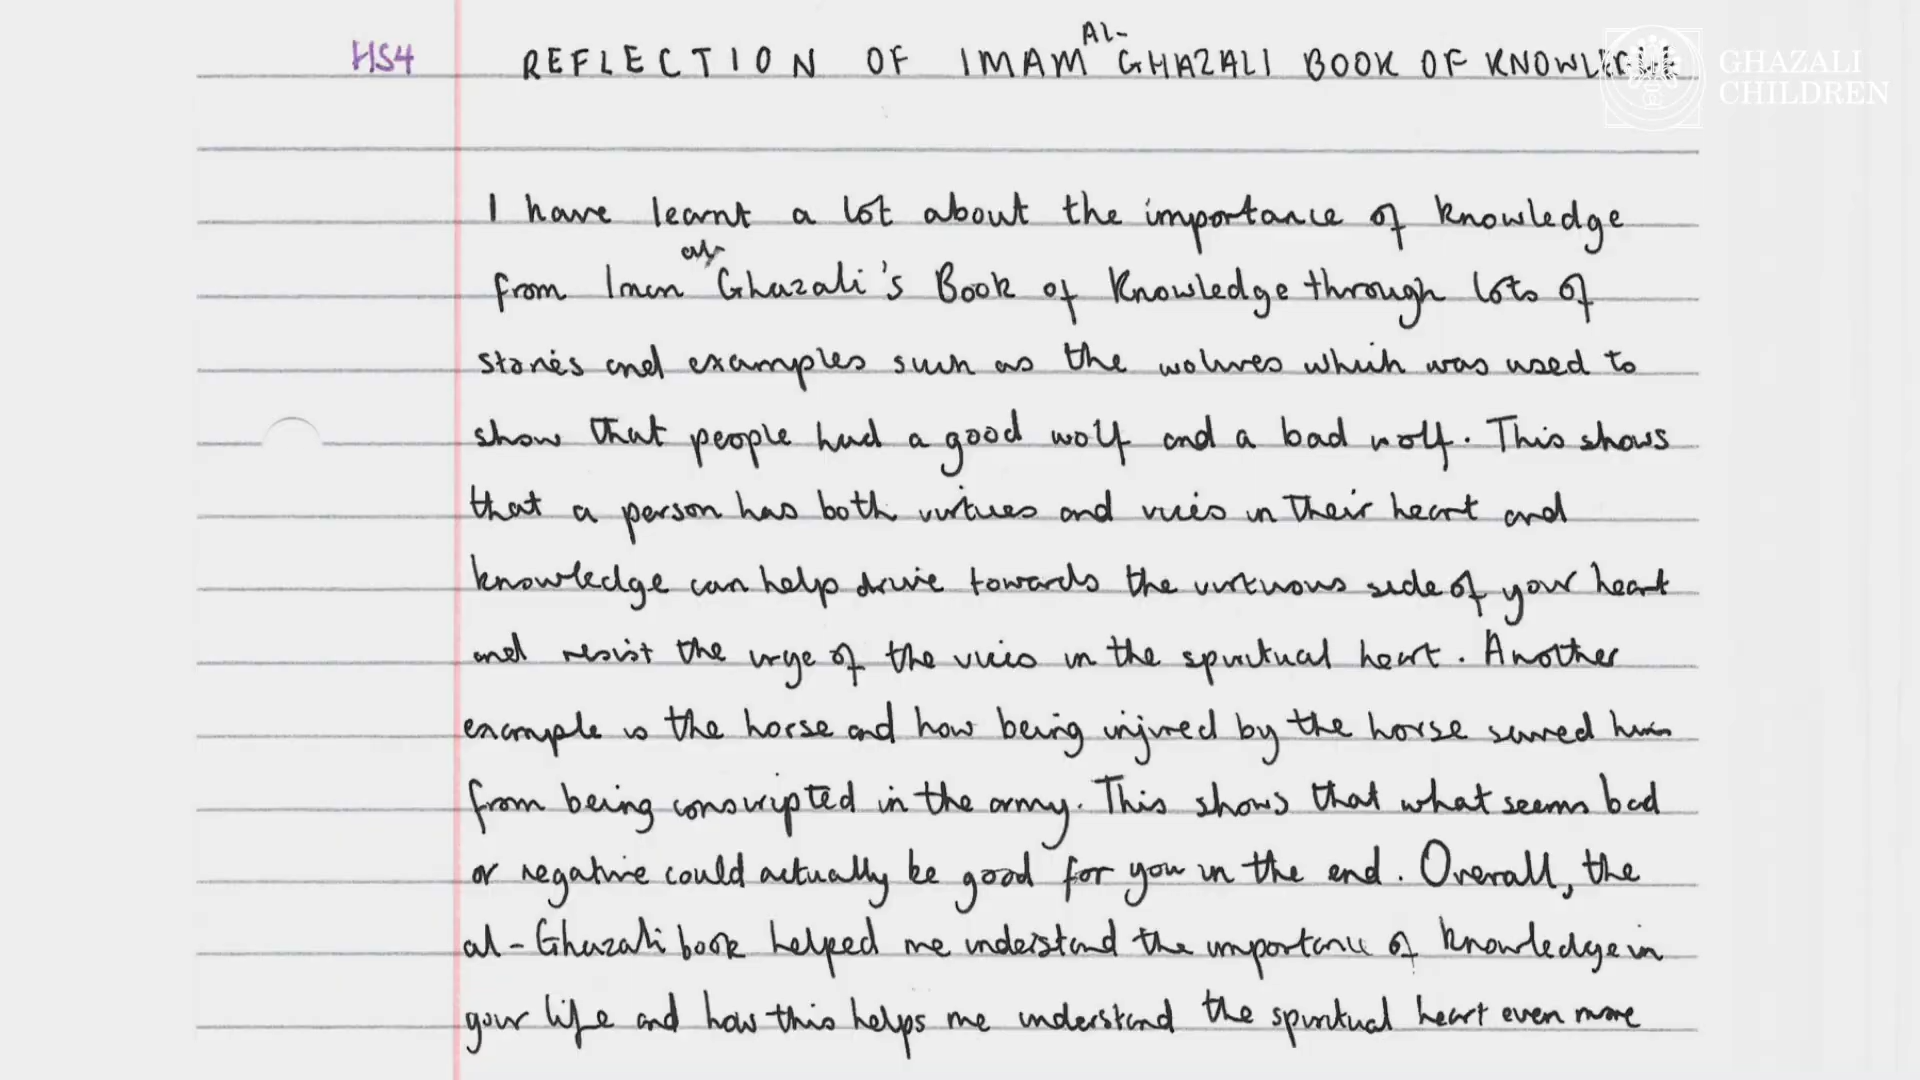 HS4
REFLECTION OF IMAM AL-GHAZALI BOOK OF KNOWLEDGE
GHAZALI
CHILDREN
I have learnt a lot about the importance of knowledge
from Imam al-Ghazali's Book of Knowledge through lots of
stories and examples such as the wolves which was used to
show that people had a good wolf and a bad wolf. This shows
that a person has both virtues and vices in their heart and
knowledge can help drive towards the virtuous side of your heart
and resist the urge of the vices in the spiritual heart. Another
example is the horse and how being injured by the horse saved him
from being conscripted in the army. This shows that what seems bad
or negative could actually be good for you in the end. Overall, the
al-Ghazali book helped me understand the importance of knowledge in
your life and how this helps me understand the spiritual heart even more